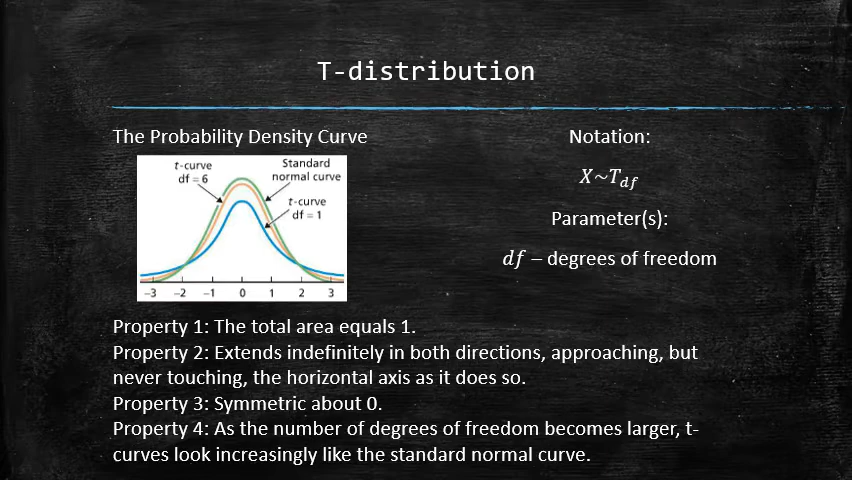 T-distribution
The Probability Density Curve
t-curve
df = 6
Standard
normal curve
t-curve
df = 1
−3 −2 −1 0 1 2 3
Notation:
X~T_df
Parameter(s):
df – degrees of freedom
Property 1: The total area equals 1.
Property 2: Extends indefinitely in both directions, approaching, but
never touching, the horizontal axis as it does so.
Property 3: Symmetric about 0.
Property 4: As the number of degrees of freedom becomes larger, t-
curves look increasingly like the standard normal curve.